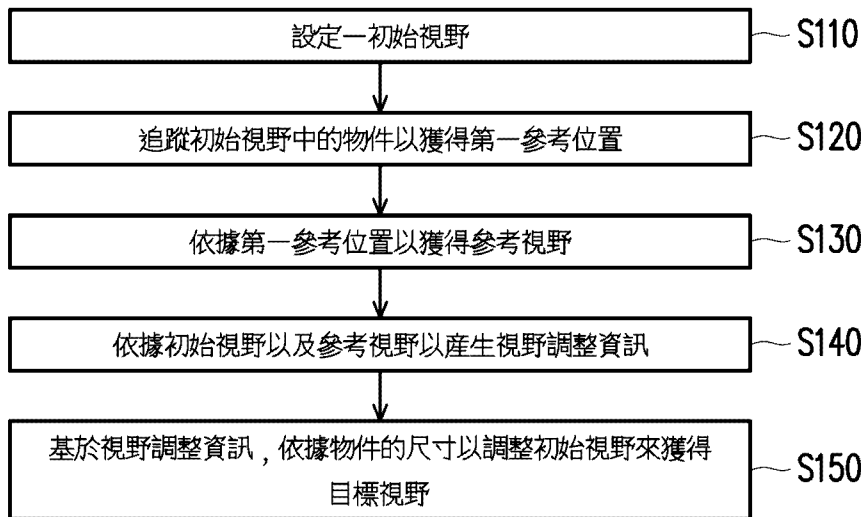 設定一初始視野
S110
追蹤初始視野中的物件以獲得第一參考位置
S120
依據第一參考位置以獲得參考視野
S130
依據初始視野以及參考視野以產生視野調整資訊
S140
基於視野調整資訊，依據物件的尺寸以調整初始視野來獲得
目標視野
S150